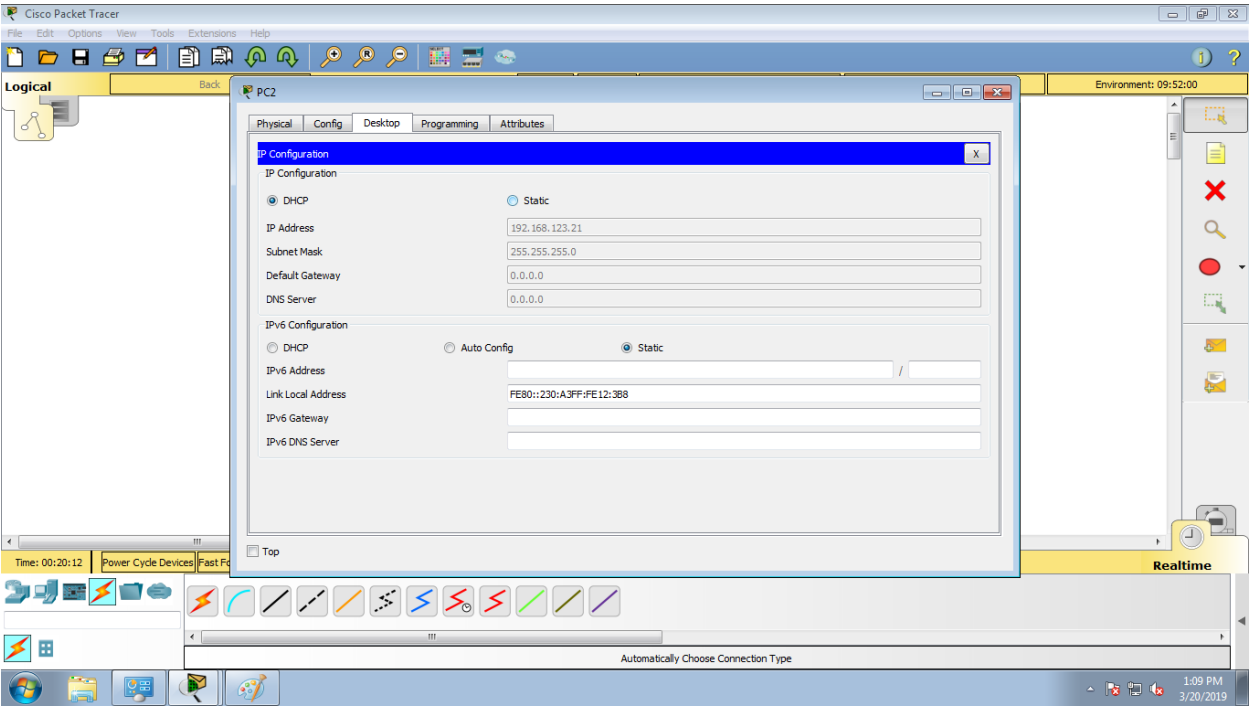 Cisco Packet Tracer
File Edit Options View Tools Extensions Help
Logical Back Environment: 09:52:00
PC2
Physical Config Desktop Programming Attributes
IP Configuration X
IP Configuration
DHCP Static
IP Address 192.168.123.21
Subnet Mask 255.255.255.0
Default Gateway 0.0.0.0
DNS Server 0.0.0.0
IPv6 Configuration
DHCP Auto Config Static
IPv6 Address /
Link Local Address FE80::230:A3FF:FE12:3B8
IPv6 Gateway
IPv6 DNS Server
Top
Time: 00:20:12 Power Cycle Devices Fast Fo Realtime
Automatically Choose Connection Type
1:09 PM
3/20/2019